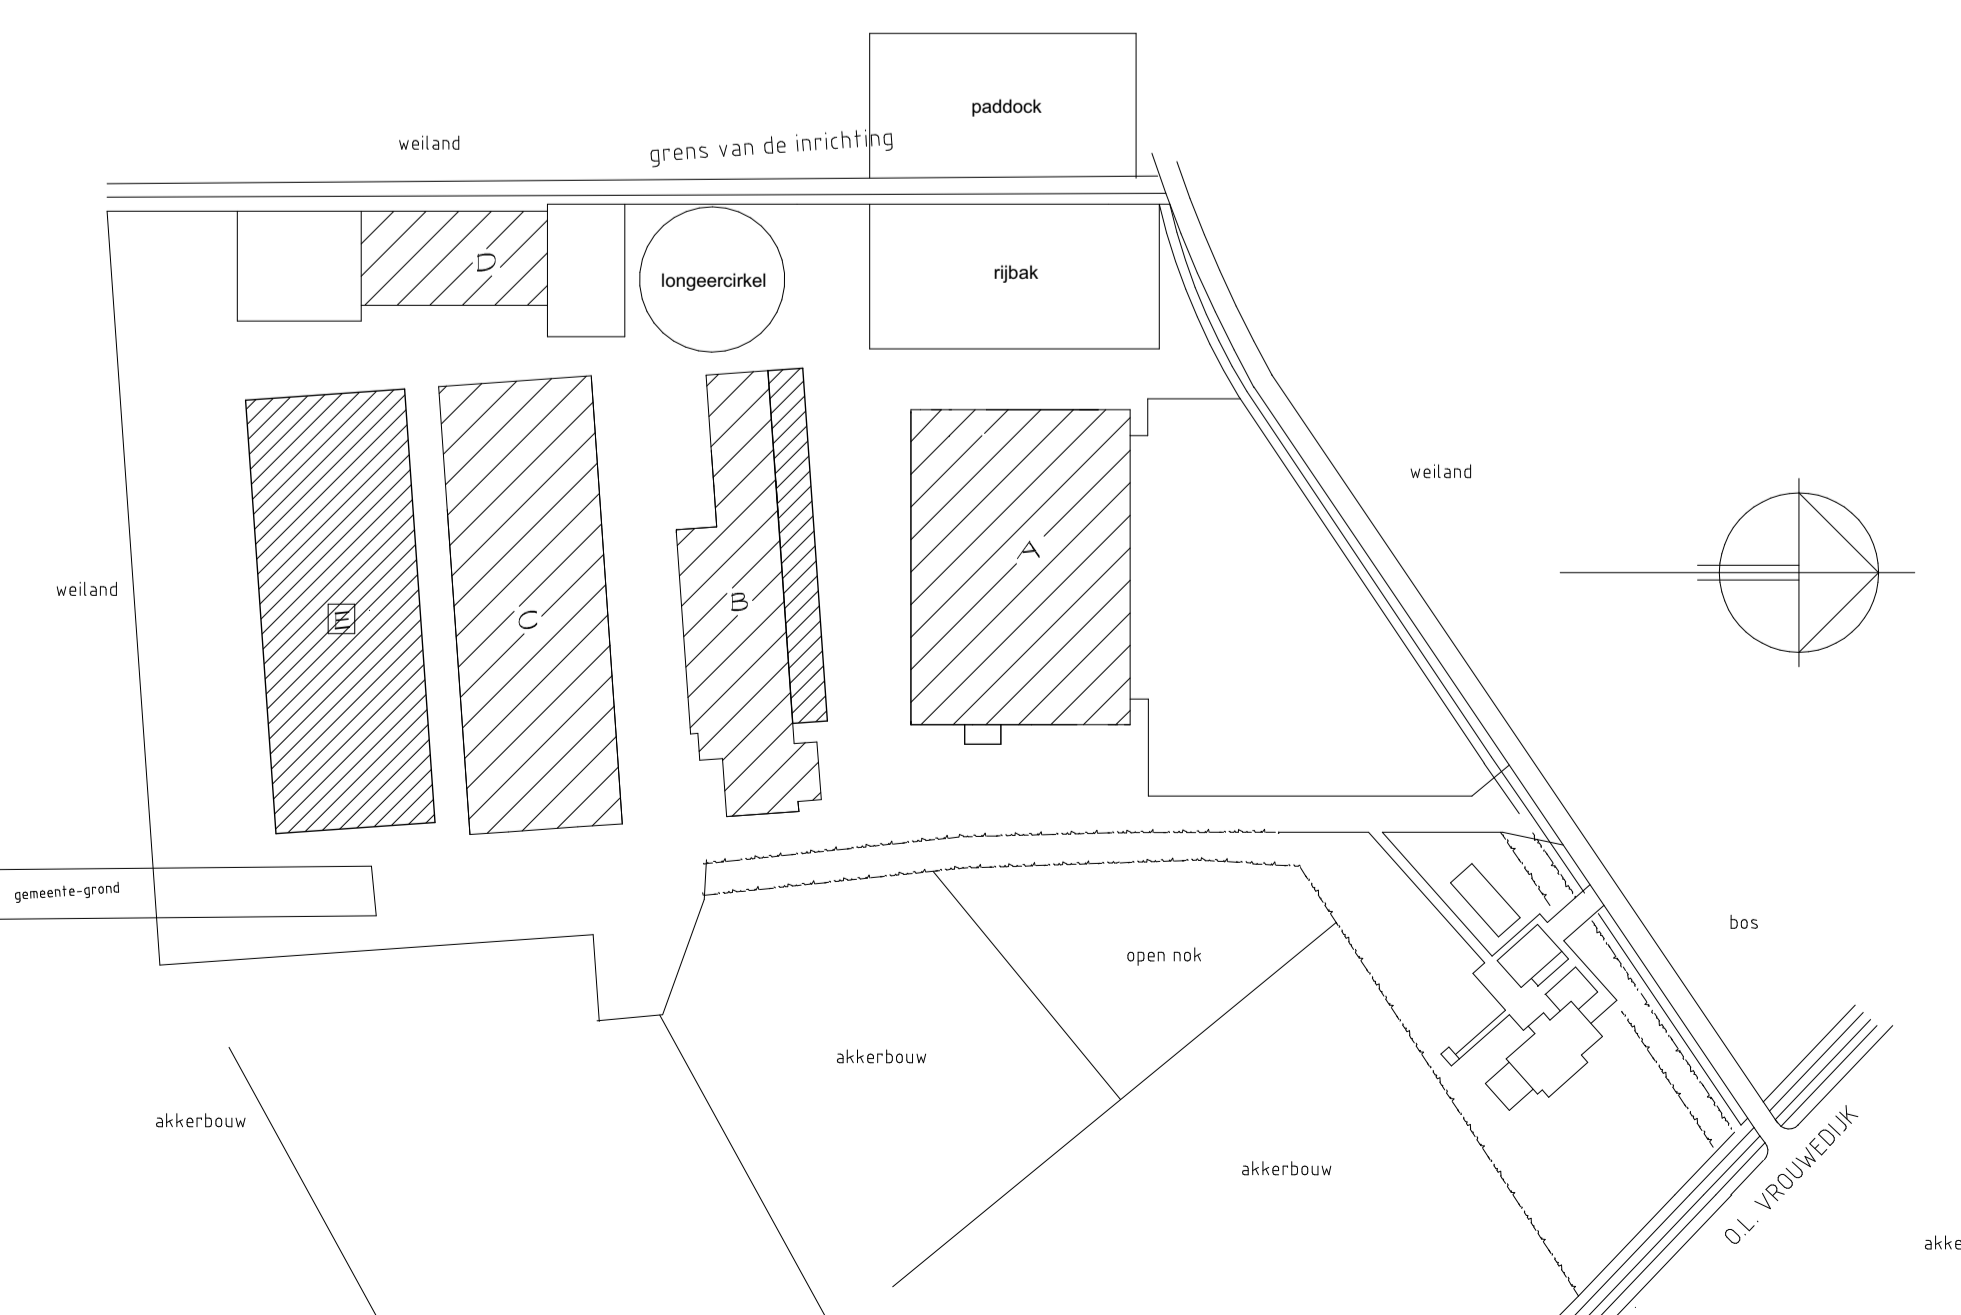 paddock
weiland
grens van de inrichting
D
longeercirkel
rijbak
weiland
A
weiland
B
E
C
gemeente-grond
bos
open nok
akkerbouw
akkerbouw
akkerbouw
O.L. VROUWEDIJK
akke